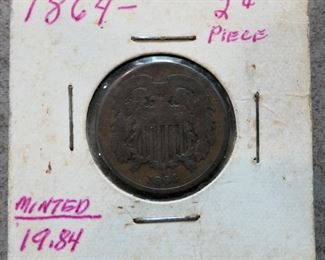 1864- 2¢
PIECE
MINTED
19.84